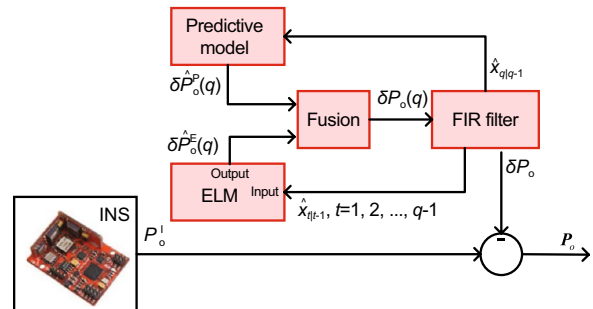 Predictive
model
δP̂ₒᴾ(q)
x̂q|q-1
Fusion
δPₒ(q)
FIR filter
δP̂ₒᴱ(q)
Output
ELM
Input
x̂t|t-1, t=1, 2, ..., q-1
δPₒ
INS
Pₒᴵ
-
Pₒ